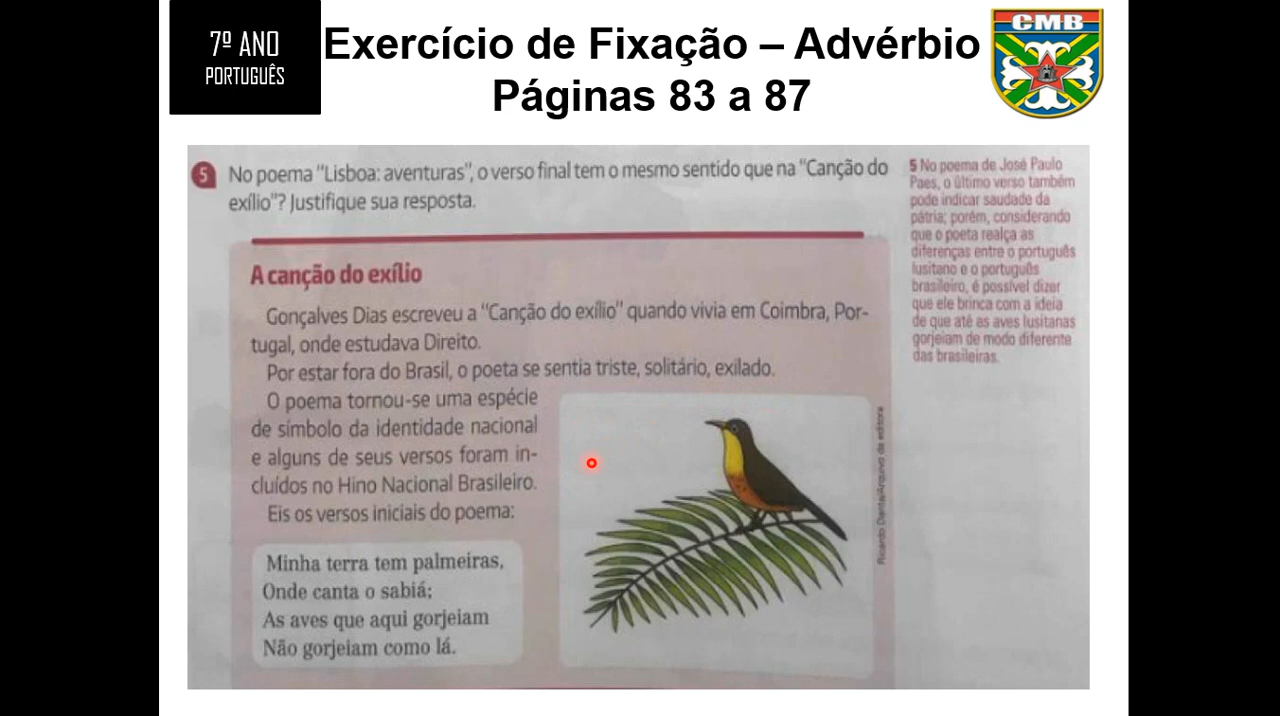 7º ANO
PORTUGUÊS
Exercício de Fixação – Advérbio
Páginas 83 a 87
CMB
5 No poema "Lisboa: aventuras", o verso final tem o mesmo sentido que na "Canção do
exílio"? Justifique sua resposta.
5 No poema de José Paulo
Paes, o último verso também
pode indicar saudade da
pátria; porém, considerando
que o poeta realça as
diferenças entre o português
lusitano e o português
brasileiro, é possível dizer
que ele brinca com a ideia
de que até as aves lusitanas
gorjeiam de modo diferente
das brasileiras.
A canção do exílio
Gonçalves Dias escreveu a "Canção do exílio" quando vivia em Coimbra, Por-
tugal, onde estudava Direito.
Por estar fora do Brasil, o poeta se sentia triste, solitário, exilado.
O poema tornou-se uma espécie
de símbolo da identidade nacional
e alguns de seus versos foram in-
cluídos no Hino Nacional Brasileiro.
Eis os versos iniciais do poema:
Minha terra tem palmeiras,
Onde canta o sabiá;
As aves que aqui gorjeiam
Não gorjeiam como lá.
Ricardo Dantas/Arquivo da editora